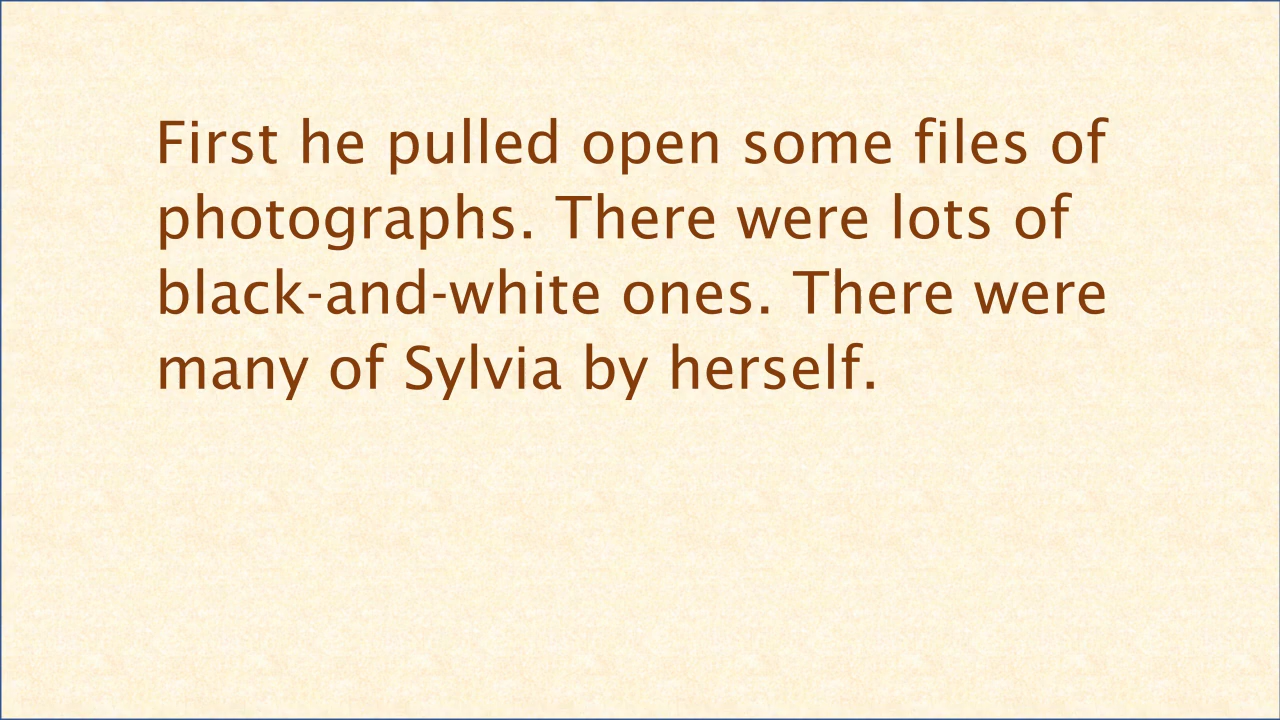 First he pulled open some files of
photographs. There were lots of
black-and-white ones. There were
many of Sylvia by herself.